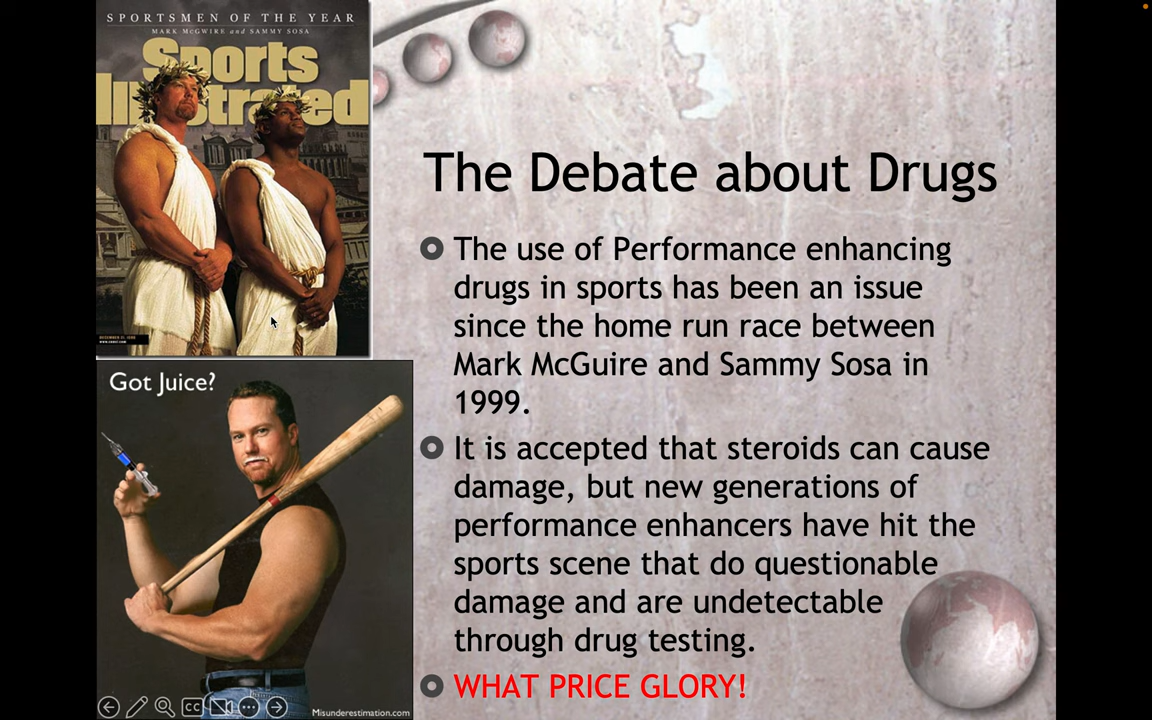 SPORTSMEN OF THE YEAR
MARK McGWIRE and SAMMY SOSA
Sports
Illustrated
DECEMBER 21, 1998
The Debate about Drugs
The use of Performance enhancing
drugs in sports has been an issue
since the home run race between
Mark McGuire and Sammy Sosa in
1999.
It is accepted that steroids can cause
damage, but new generations of
performance enhancers have hit the
sports scene that do questionable
damage and are undetectable
through drug testing.
WHAT PRICE GLORY!
Got Juice?
CC
Misunderestimation.com